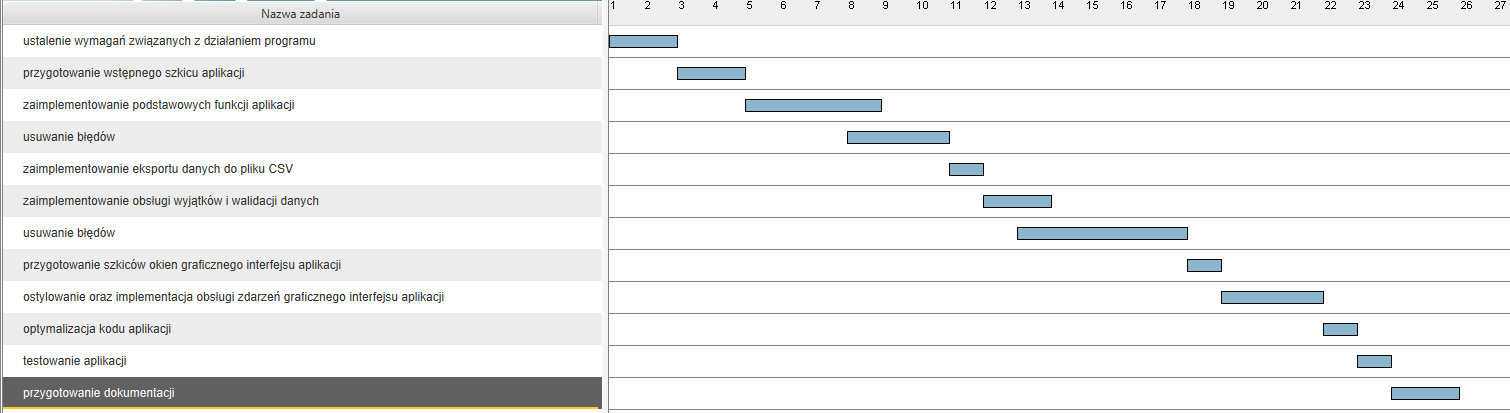 Nazwa zadania
1 2 3 4 5 6 7 8 9 10 11 12 13 14 15 16 17 18 19 20 21 22 23 24 25 26 27
ustalenie wymagań związanych z działaniem programu
przygotowanie wstępnego szkicu aplikacji
zaimplementowanie podstawowych funkcji aplikacji
usuwanie błędów
zaimplementowanie eksportu danych do pliku CSV
zaimplementowanie obsługi wyjątków i walidacji danych
usuwanie błędów
przygotowanie szkiców okien graficznego interfejsu aplikacji
ostylowanie oraz implementacja obsługi zdarzeń graficznego interfejsu aplikacji
optymalizacja kodu aplikacji
testowanie aplikacji
przygotowanie dokumentacji